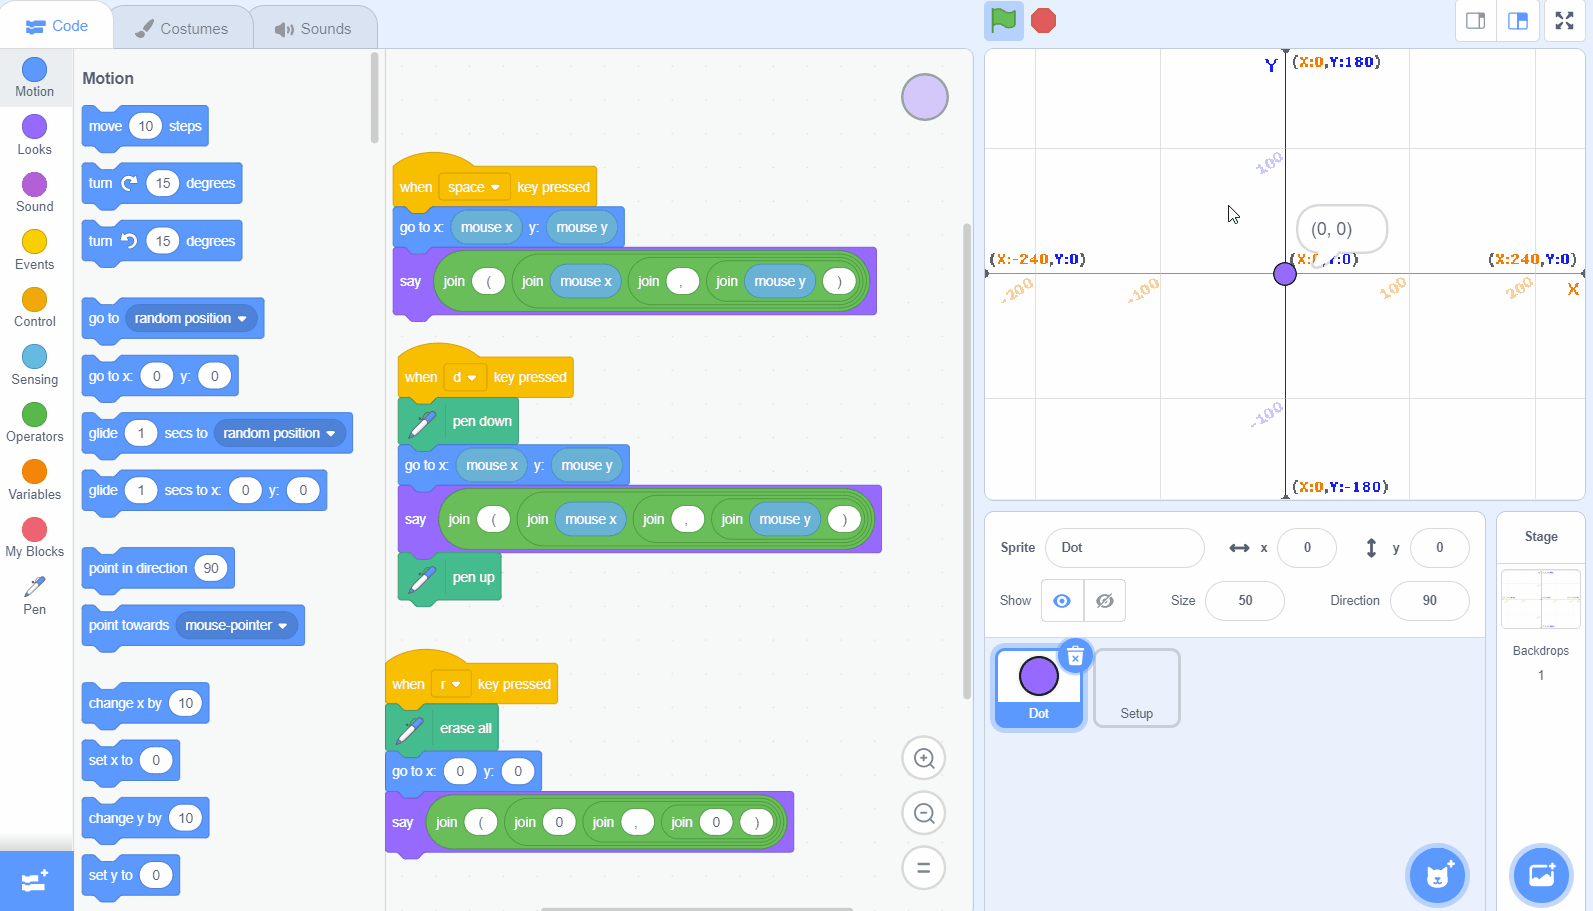 Code
Costumes
Sounds
Motion
Looks
Sound
Events
Control
Sensing
Operators
Variables
My Blocks
Pen
Motion
move 10 steps
turn 15 degrees
turn 15 degrees
go to random position
go to x: 0 y: 0
glide 1 secs to random position
glide 1 secs to x: 0 y: 0
point in direction 90
point towards mouse-pointer
change x by 10
set x to 0
change y by 10
set y to 0
when space key pressed
go to x: mouse x y: mouse y
say join ( join mouse x join , join mouse y )
when d key pressed
pen down
go to x: mouse x y: mouse y
say join ( join mouse x join , join mouse y )
pen up
when r key pressed
erase all
go to x: 0 y: 0
say join ( join 0 join , join 0 )
Y (X:0,Y:180)
100
(0, 0)
(X:-240,Y:0)
(X:0,Y:0)
(X:240,Y:0)
-200
-100
100
200
X
-100
(X:0,Y:-180)
Sprite Dot x 0 y 0
Show Size 50 Direction 90
Dot
Setup
Stage
Backdrops
1